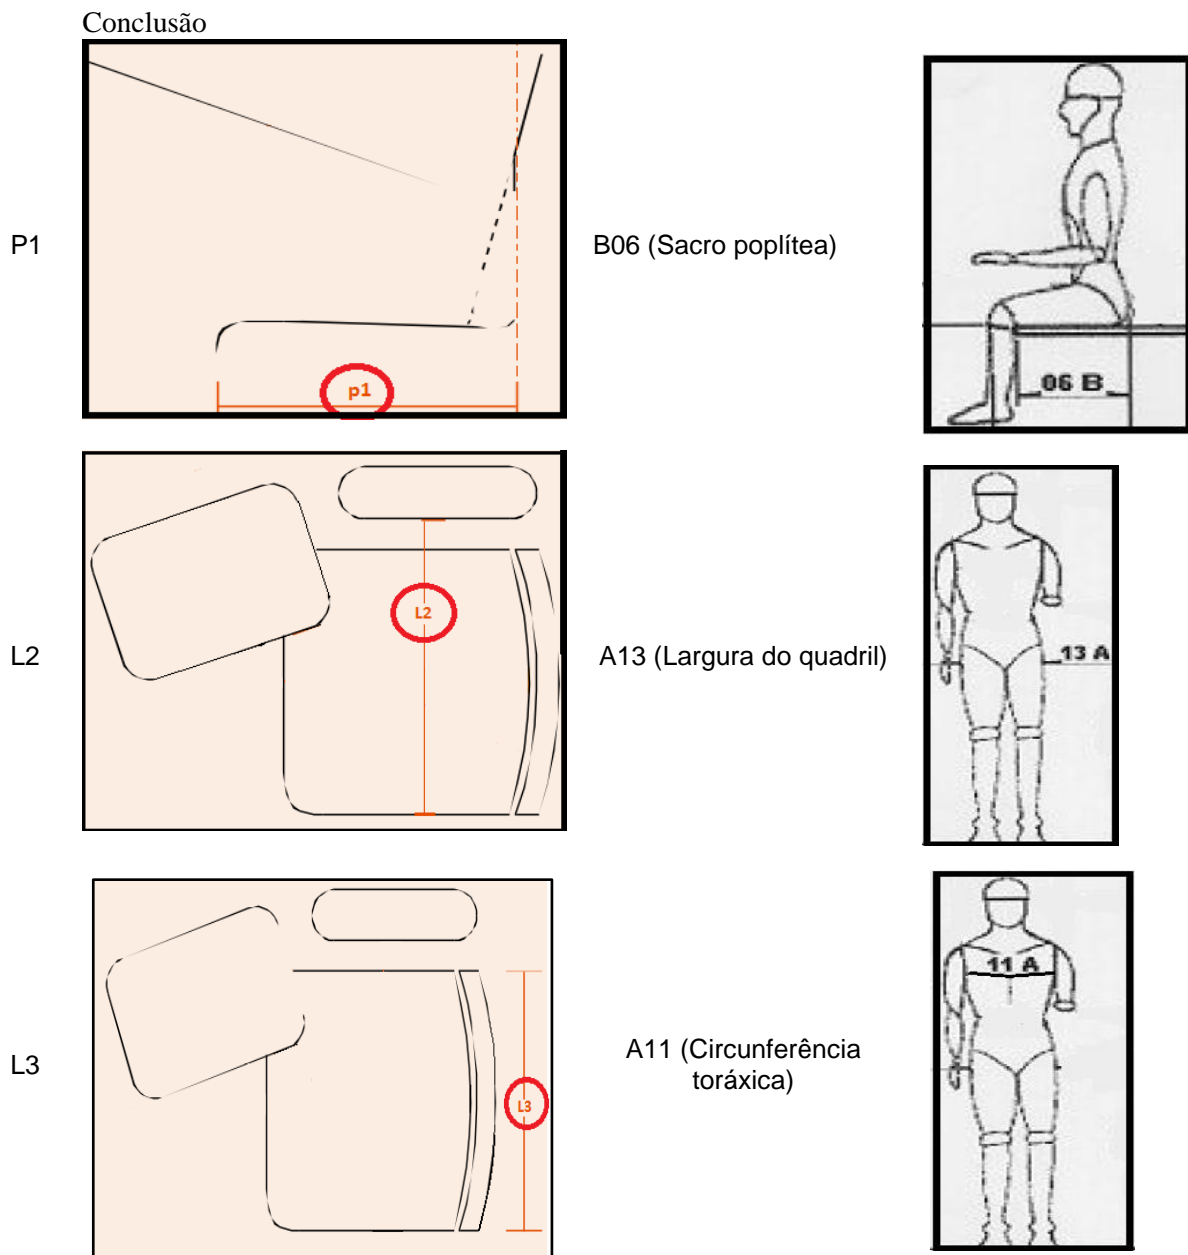 Conclusão
P1
p1
B06 (Sacro poplítea)
06 B
L2
L2
A13 (Largura do quadril)
13 A
L3
L3
A11 (Circunferência
toráxica)
11 A